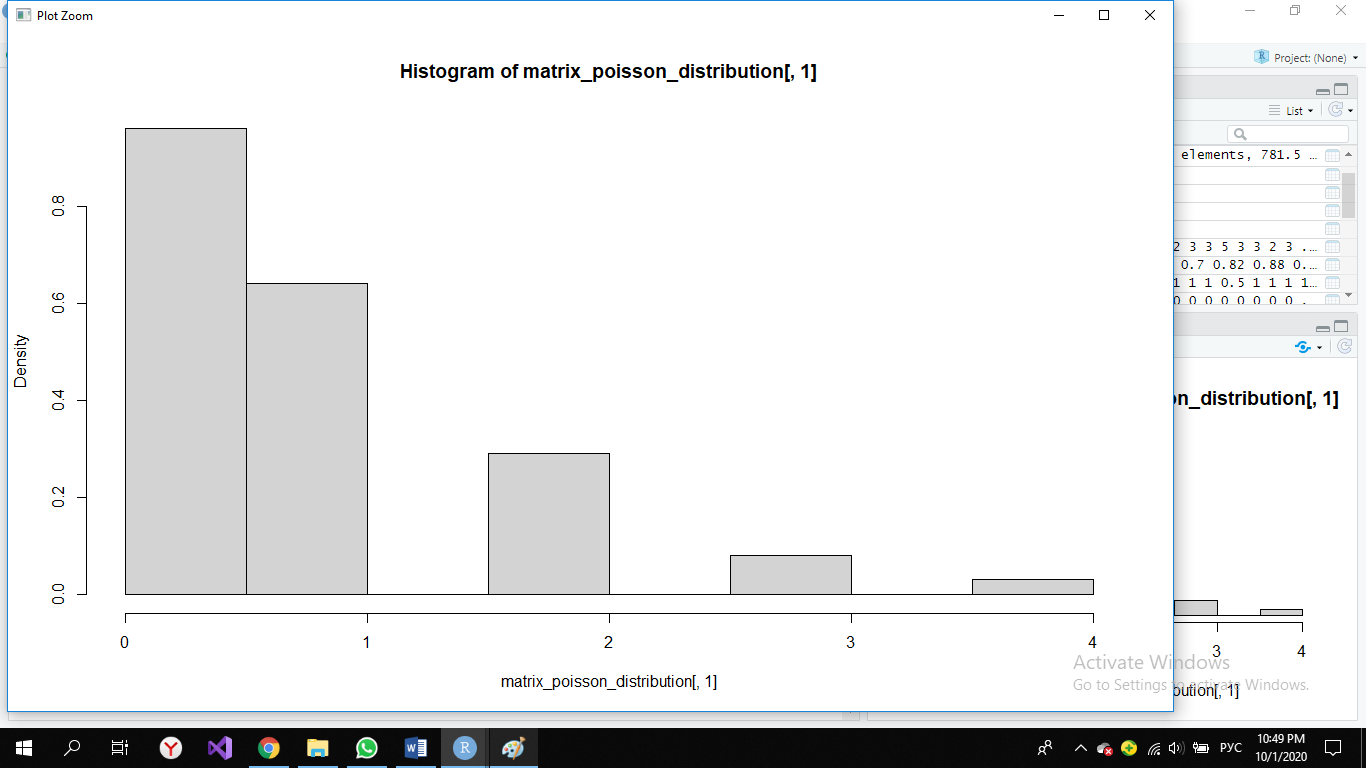 Plot Zoom
Histogram of matrix_poisson_distribution[, 1]
Density
0.8
0.6
0.4
0.2
0.0
0 1 2 3 4
matrix_poisson_distribution[, 1]
Project: (None)
List
elements, 781.5 ...
2 3 3 5 3 3 2 3 ....
0.7 0.82 0.88 0....
1 1 1 0.5 1 1 1 1...
0 0 0 0 0 0 0 0 .
on_distribution[, 1]
3 4
bution[, 1]
Activate Windows
Go to Settings to activate Windows.
РУС
10:49 PM
10/1/2020